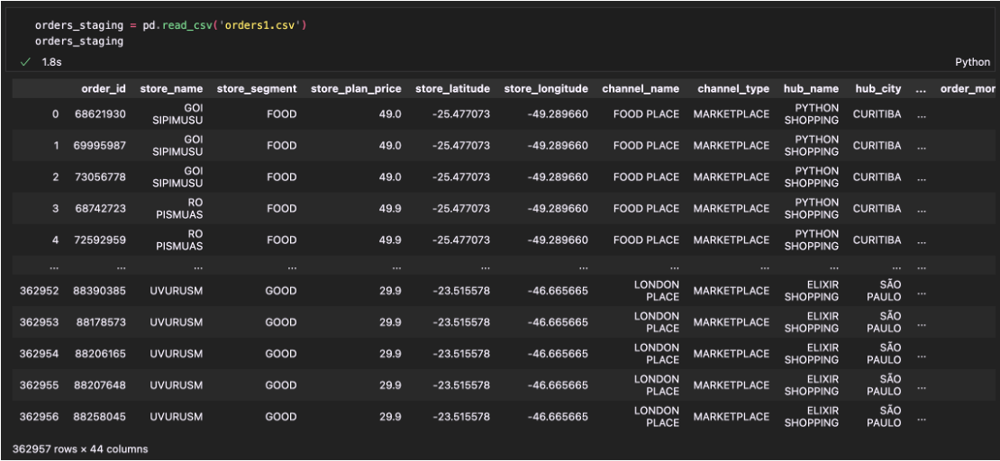 orders_staging = pd.read_csv('orders1.csv')
orders_staging
1.8s Python
order_id store_name store_segment store_plan_price store_latitude store_longitude channel_name channel_type hub_name hub_city ... order_mor
0 68621930 GOI SIPIMUSU FOOD 49.0 -25.477073 -49.289660 FOOD PLACE MARKETPLACE PYTHON SHOPPING CURITIBA ...
1 69995987 GOI SIPIMUSU FOOD 49.0 -25.477073 -49.289660 FOOD PLACE MARKETPLACE PYTHON SHOPPING CURITIBA ...
2 73056778 GOI SIPIMUSU FOOD 49.0 -25.477073 -49.289660 FOOD PLACE MARKETPLACE PYTHON SHOPPING CURITIBA ...
3 68742723 RO PISMUAS FOOD 49.9 -25.477073 -49.289660 FOOD PLACE MARKETPLACE PYTHON SHOPPING CURITIBA ...
4 72592959 RO PISMUAS FOOD 49.9 -25.477073 -49.289660 FOOD PLACE MARKETPLACE PYTHON SHOPPING CURITIBA ...
... ... ... ... ... ... ... ... ... ... ... ...
362952 88390385 UVURUSM GOOD 29.9 -23.515578 -46.665665 LONDON PLACE MARKETPLACE ELIXIR SHOPPING SÃO PAULO ...
362953 88178573 UVURUSM GOOD 29.9 -23.515578 -46.665665 LONDON PLACE MARKETPLACE ELIXIR SHOPPING SÃO PAULO ...
362954 88206165 UVURUSM GOOD 29.9 -23.515578 -46.665665 LONDON PLACE MARKETPLACE ELIXIR SHOPPING SÃO PAULO ...
362955 88207648 UVURUSM GOOD 29.9 -23.515578 -46.665665 LONDON PLACE MARKETPLACE ELIXIR SHOPPING SÃO PAULO ...
362956 88258045 UVURUSM GOOD 29.9 -23.515578 -46.665665 LONDON PLACE MARKETPLACE ELIXIR SHOPPING SÃO PAULO ...
362957 rows × 44 columns